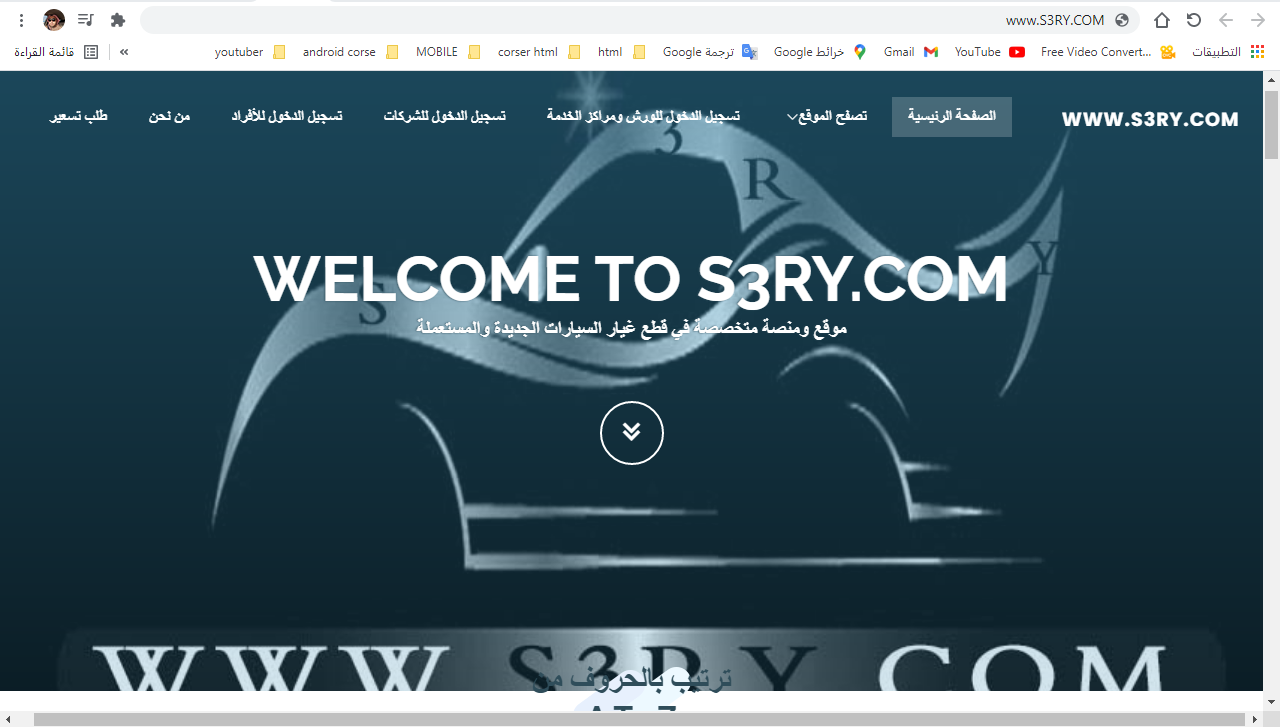 www.S3RY.COM
التطبيقات
Free Video Convert...
YouTube
Gmail
خرائط Google
ترجمة Google
html
corser html
MOBILE
android corse
youtuber
«
قائمة القراءة
WWW.S3RY.COM
الصفحة الرئيسية
تصفح الموقع
تسجيل الدخول للورش ومراكز الخدمة
تسجيل الدخول للشركات
تسجيل الدخول للأفراد
من نحن
طلب تسعير
S 3 R Y
WELCOME TO S3RY.COM
موقع ومنصة متخصصة في قطع غيار السيارات الجديدة والمستعملة
WWW S3RY COM
ترتيب بالحروف من
A To Z